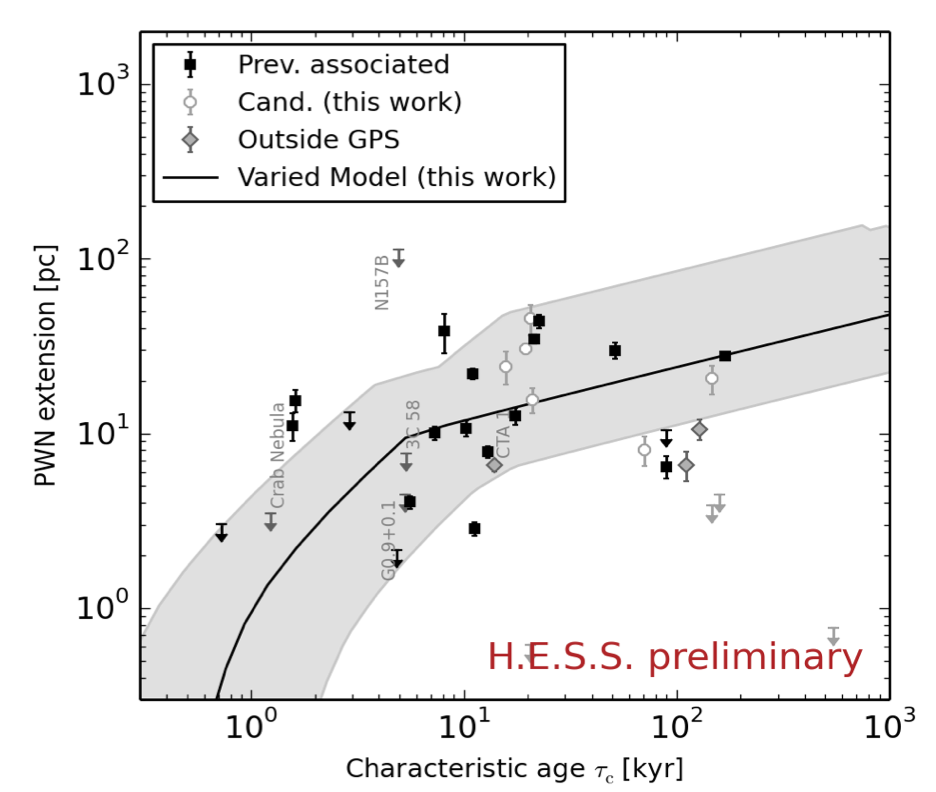 Prev. associated
Cand. (this work)
Outside GPS
Varied Model (this work)
10³
10²
10¹
10⁰
PWN extension [pc]
N157B
Crab Nebula
3C 58
CTA 1
G0.9+0.1
H.E.S.S. preliminary
10⁰ 10¹ 10² 10³
Characteristic age τc [kyr]